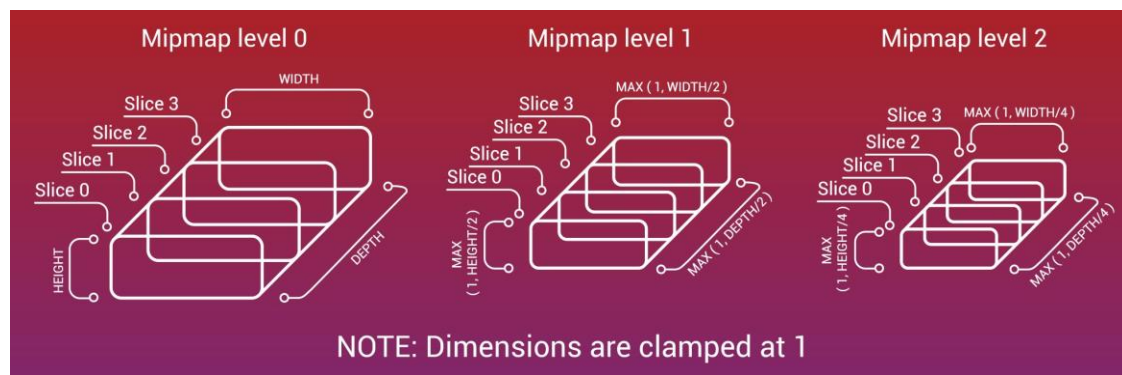 Mipmap level 0
WIDTH
Slice 3
Slice 2
Slice 1
Slice 0
HEIGHT
DEPTH
Mipmap level 1
MAX ( 1, WIDTH/2 )
Slice 3
Slice 2
Slice 1
Slice 0
MAX
( 1, HEIGHT/2 )
MAX ( 1, DEPTH/2 )
Mipmap level 2
MAX ( 1, WIDTH/4 )
Slice 3
Slice 2
Slice 1
Slice 0
MAX
( 1, HEIGHT/4 )
MAX ( 1, DEPTH/4 )
NOTE: Dimensions are clamped at 1